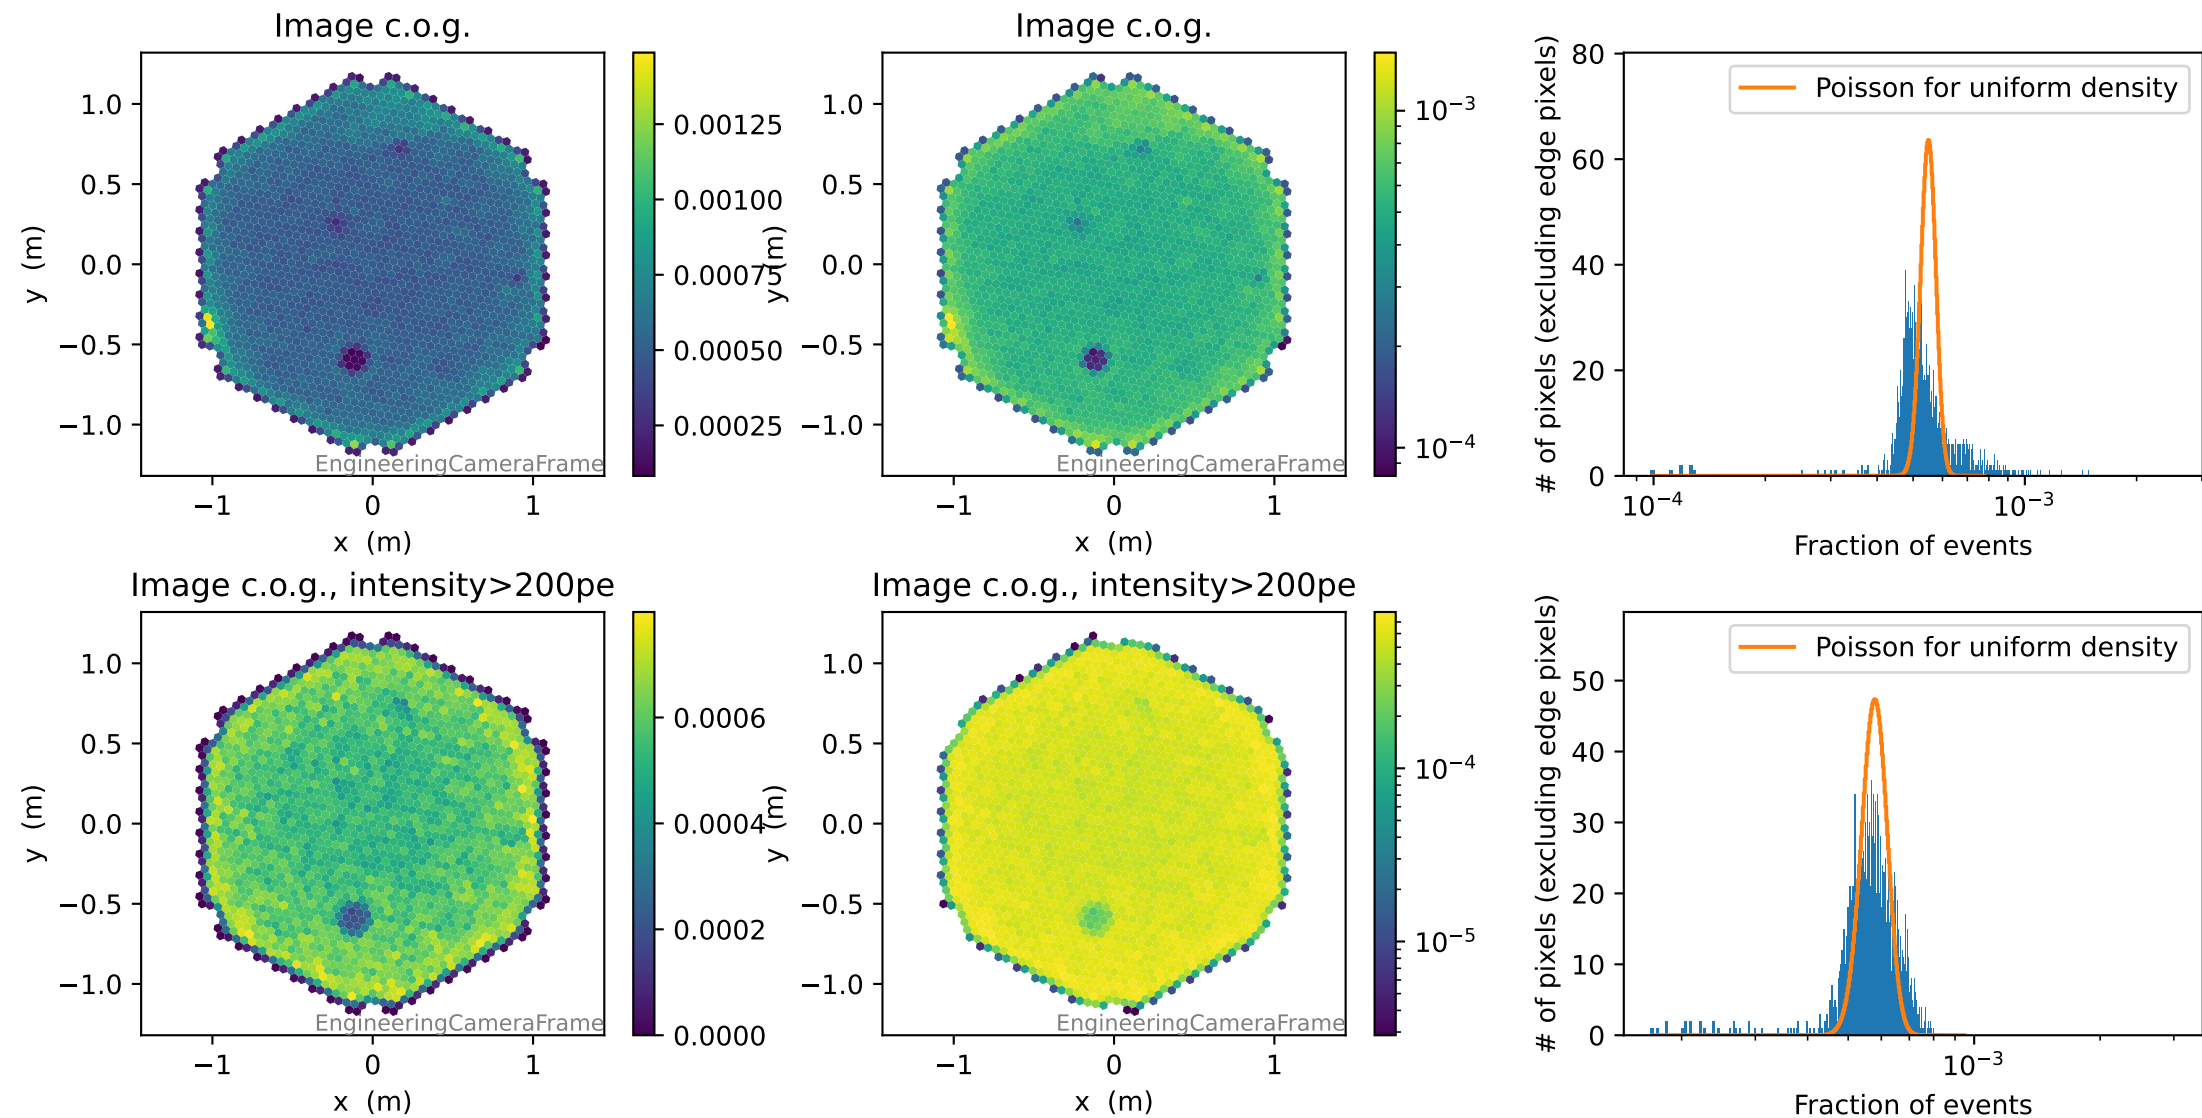 Image c.o.g.
1.0
0.5
0.0
−0.5
−1.0
y (m)
−1
0
1
x (m)
EngineeringCameraFrame
0.00125
0.00100
0.00075
0.00050
0.00025
Image c.o.g.
1.0
0.5
0.0
−0.5
−1.0
y (m)
−1
0
1
x (m)
EngineeringCameraFrame
10⁻³
10⁻⁴
80
60
40
20
0
# of pixels (excluding edge pixels)
Poisson for uniform density
10⁻⁴
10⁻³
Fraction of events
Image c.o.g., intensity>200pe
1.0
0.5
0.0
−0.5
−1.0
y (m)
−1
0
1
x (m)
EngineeringCameraFrame
0.0006
0.0004
0.0002
0.0000
Image c.o.g., intensity>200pe
1.0
0.5
0.0
−0.5
−1.0
y (m)
−1
0
1
x (m)
EngineeringCameraFrame
10⁻⁴
10⁻⁵
50
40
30
20
10
0
# of pixels (excluding edge pixels)
Poisson for uniform density
10⁻³
Fraction of events